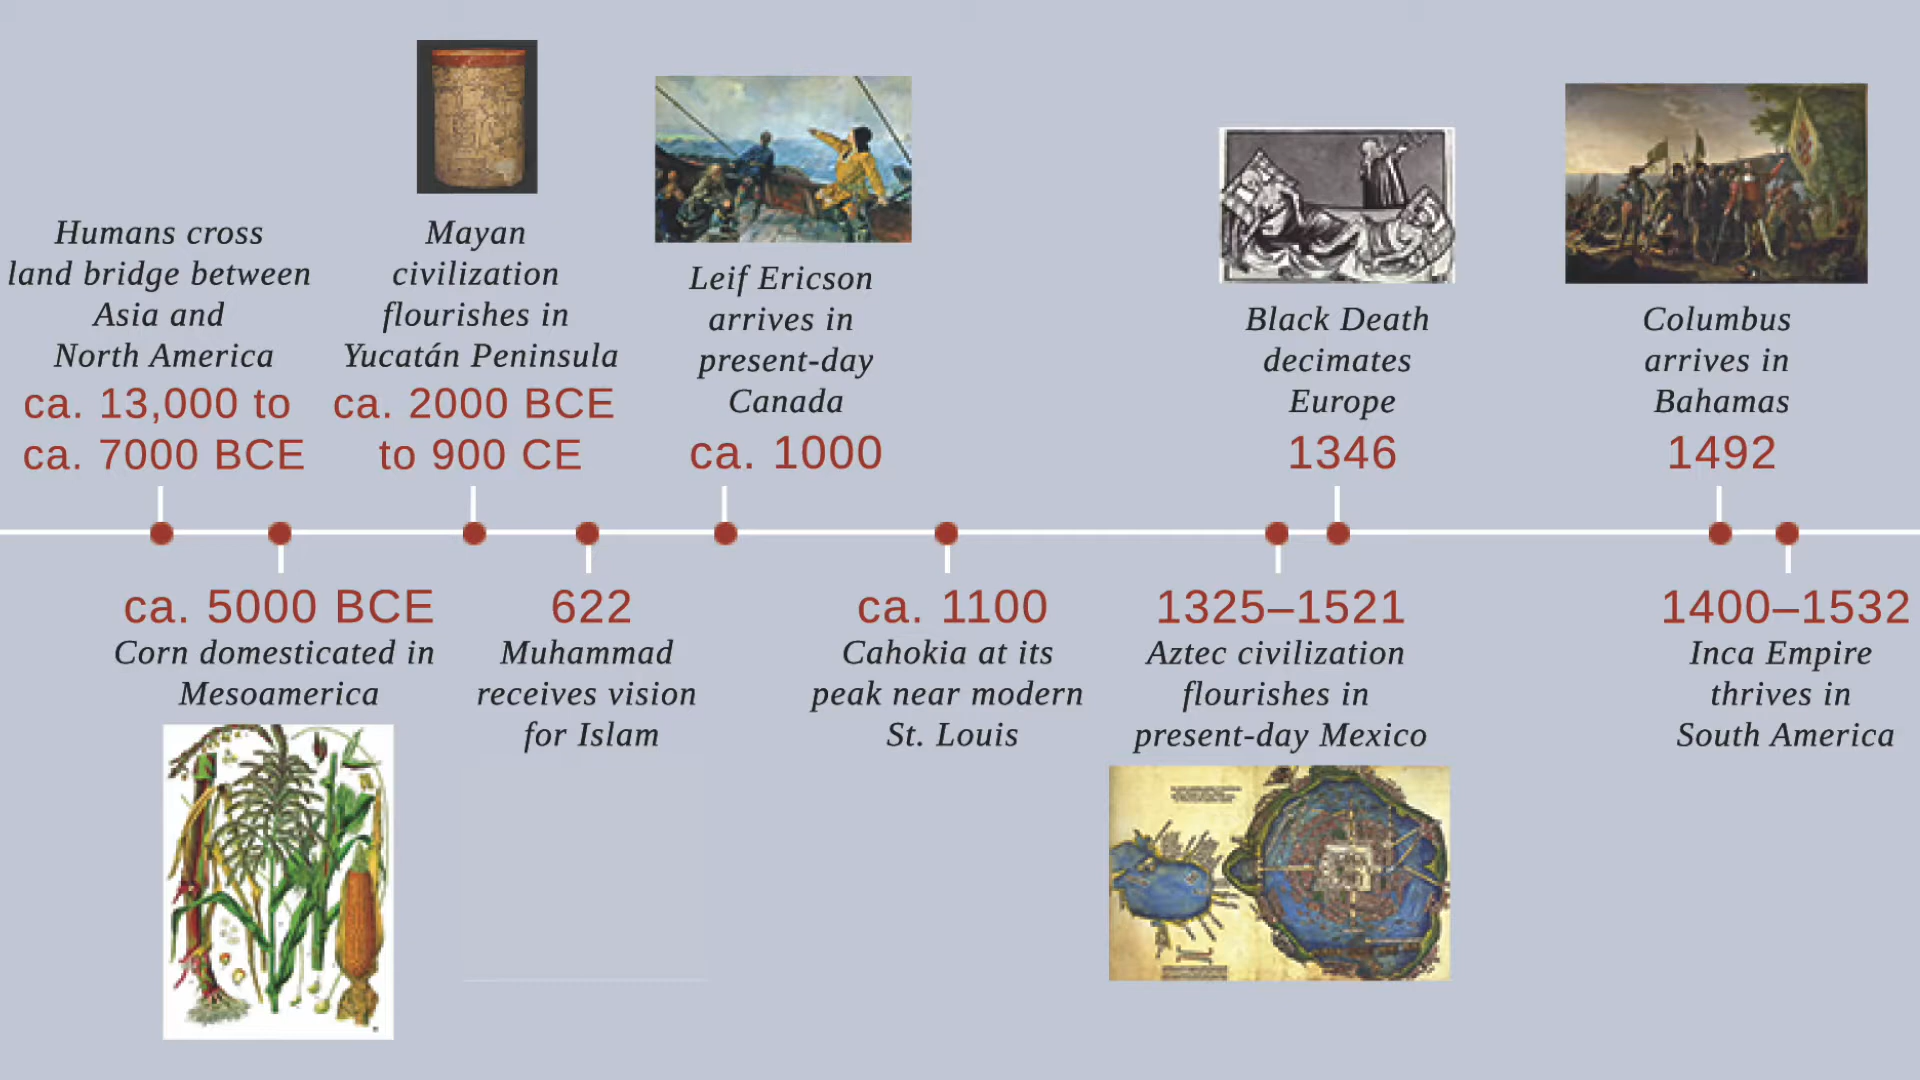 Humans cross
land bridge between
Asia and
North America
ca. 13,000 to
ca. 7000 BCE
ca. 5000 BCE
Corn domesticated in
Mesoamerica
Mayan
civilization
flourishes in
Yucatán Peninsula
ca. 2000 BCE
to 900 CE
622
Muhammad
receives vision
for Islam
Leif Ericson
arrives in
present-day
Canada
ca. 1000
ca. 1100
Cahokia at its
peak near modern
St. Louis
1325–1521
Aztec civilization
flourishes in
present-day Mexico
Black Death
decimates
Europe
1346
Columbus
arrives in
Bahamas
1492
1400–1532
Inca Empire
thrives in
South America